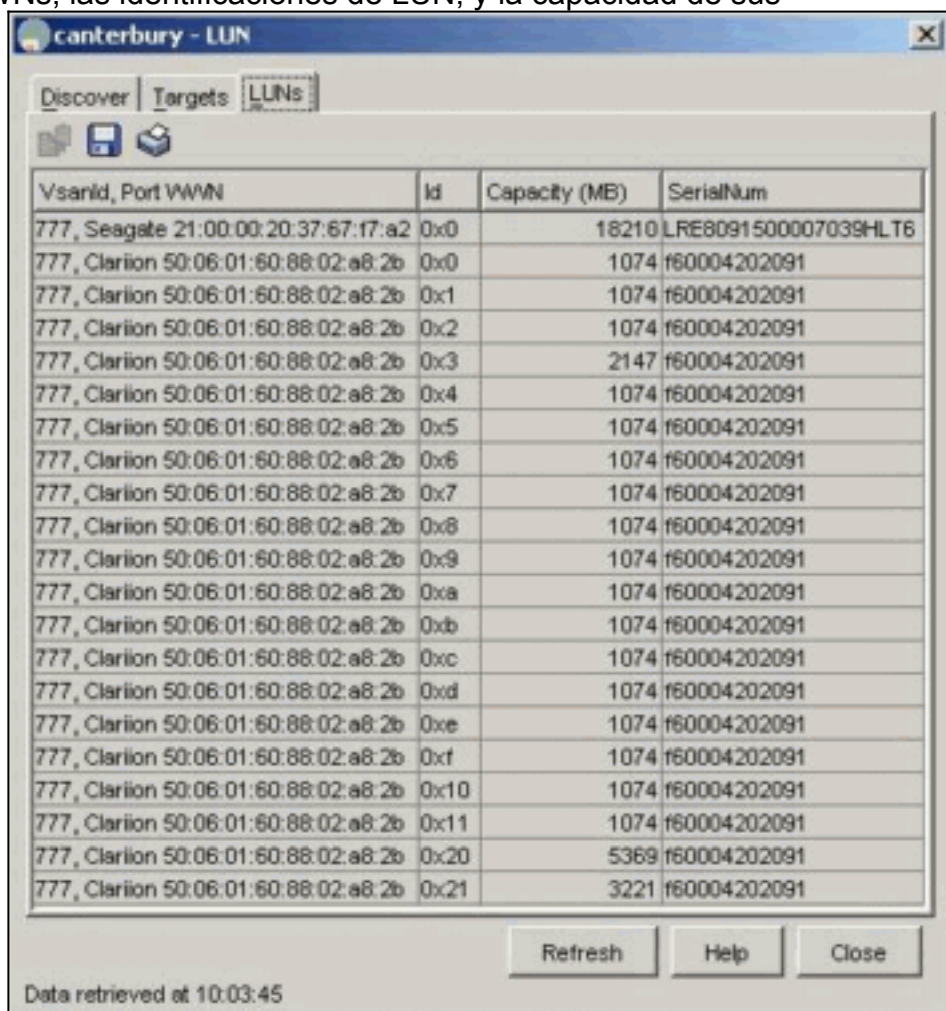 WNs, las identificaciones de LUN, y la capacidad de sus
canterbury - LUN
Discover Targets LUNs
VsanId, Port WWN Id Capacity (MB) SerialNum
777, Seagate 21:00:00:20:37:67:f7:a2 0x0 18210 LRE8091500007039HLT6
777, Clariion 50:06:01:60:88:02:a8:2b 0x0 1074 f60004202091
777, Clariion 50:06:01:60:88:02:a8:2b 0x1 1074 f60004202091
777, Clariion 50:06:01:60:88:02:a8:2b 0x2 1074 f60004202091
777, Clariion 50:06:01:60:88:02:a8:2b 0x3 2147 f60004202091
777, Clariion 50:06:01:60:88:02:a8:2b 0x4 1074 f60004202091
777, Clariion 50:06:01:60:88:02:a8:2b 0x5 1074 f60004202091
777, Clariion 50:06:01:60:88:02:a8:2b 0x6 1074 f60004202091
777, Clariion 50:06:01:60:88:02:a8:2b 0x7 1074 f60004202091
777, Clariion 50:06:01:60:88:02:a8:2b 0x8 1074 f60004202091
777, Clariion 50:06:01:60:88:02:a8:2b 0x9 1074 f60004202091
777, Clariion 50:06:01:60:88:02:a8:2b 0xa 1074 f60004202091
777, Clariion 50:06:01:60:88:02:a8:2b 0xb 1074 f60004202091
777, Clariion 50:06:01:60:88:02:a8:2b 0xc 1074 f60004202091
777, Clariion 50:06:01:60:88:02:a8:2b 0xd 1074 f60004202091
777, Clariion 50:06:01:60:88:02:a8:2b 0xe 1074 f60004202091
777, Clariion 50:06:01:60:88:02:a8:2b 0xf 1074 f60004202091
777, Clariion 50:06:01:60:88:02:a8:2b 0x10 1074 f60004202091
777, Clariion 50:06:01:60:88:02:a8:2b 0x11 1074 f60004202091
777, Clariion 50:06:01:60:88:02:a8:2b 0x20 5369 f60004202091
777, Clariion 50:06:01:60:88:02:a8:2b 0x21 3221 f60004202091
Refresh Help Close
Data retrieved at 10:03:45